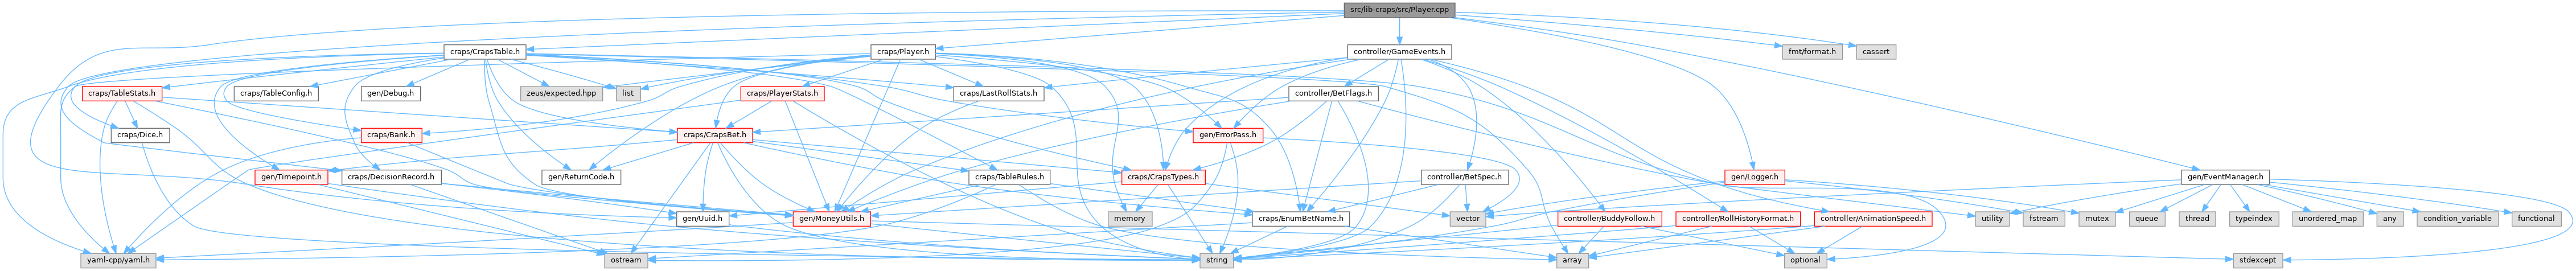 src/lib-craps/src/Player.cpp
craps/CrapsTable.h
craps/Player.h
controller/GameEvents.h
fmt/format.h
cassert
craps/TableStats.h
craps/TableConfig.h
gen/Debug.h
zeus/expected.hpp
list
craps/PlayerStats.h
craps/LastRollStats.h
controller/BetFlags.h
craps/Dice.h
craps/Bank.h
craps/CrapsBet.h
gen/ErrorPass.h
gen/Timepoint.h
craps/DecisionRecord.h
gen/ReturnCode.h
craps/TableRules.h
craps/CrapsTypes.h
controller/BetSpec.h
gen/Logger.h
gen/EventManager.h
gen/Uuid.h
gen/MoneyUtils.h
memory
craps/EnumBetName.h
vector
controller/BuddyFollow.h
controller/RollHistoryFormat.h
controller/AnimationSpeed.h
utility
fstream
mutex
queue
thread
typeindex
unordered_map
any
condition_variable
functional
yaml-cpp/yaml.h
ostream
string
array
optional
stdexcept